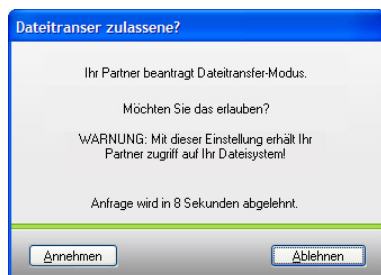 Dateitranser zulassene?
Ihr Partner beantragt Dateitransfer-Modus.
Möchten Sie das erlauben?
WARNUNG: Mit dieser Einstellung erhält Ihr
Partner zugriff auf Ihr Dateisystem!
Anfrage wird in 8 Sekunden abgelehnt.
Annehmen
Ablehnen